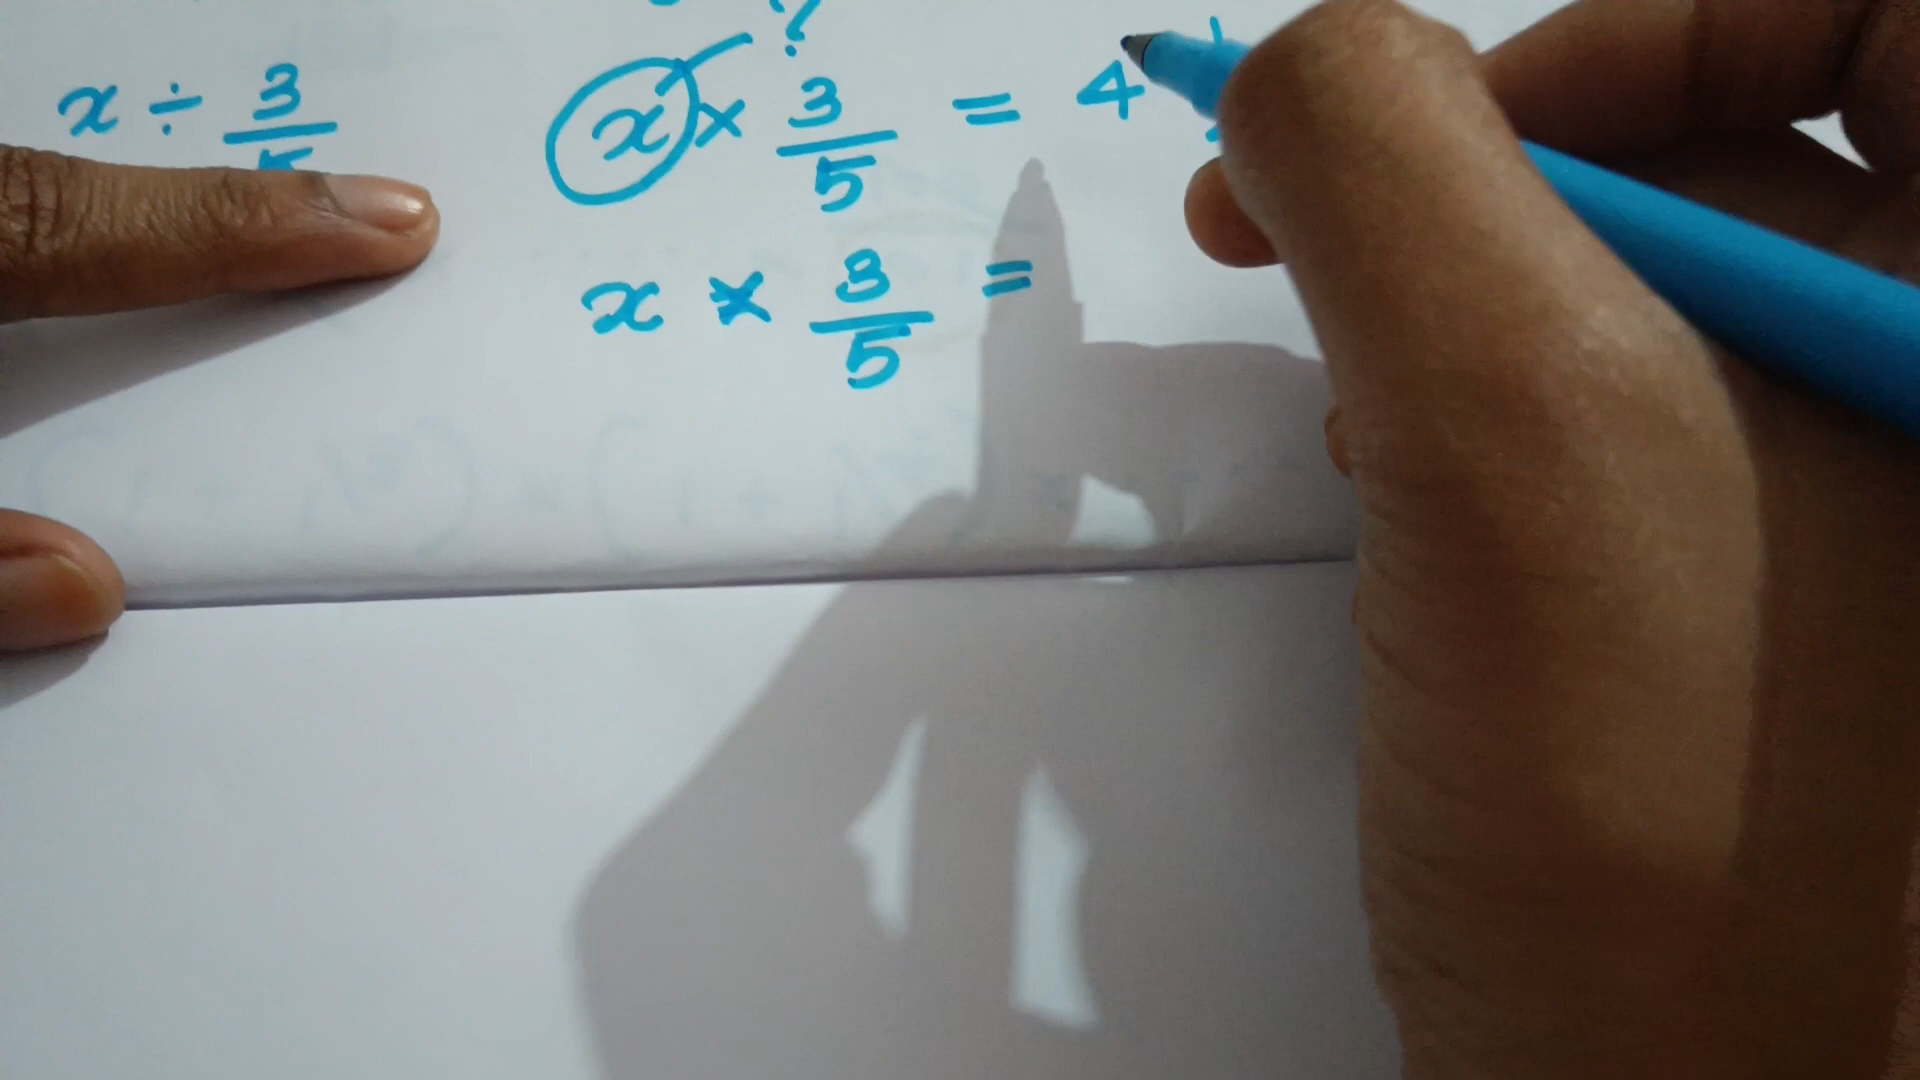 ?
x ÷ 3/5
x × 3/5 = 4
x × 3/5 =